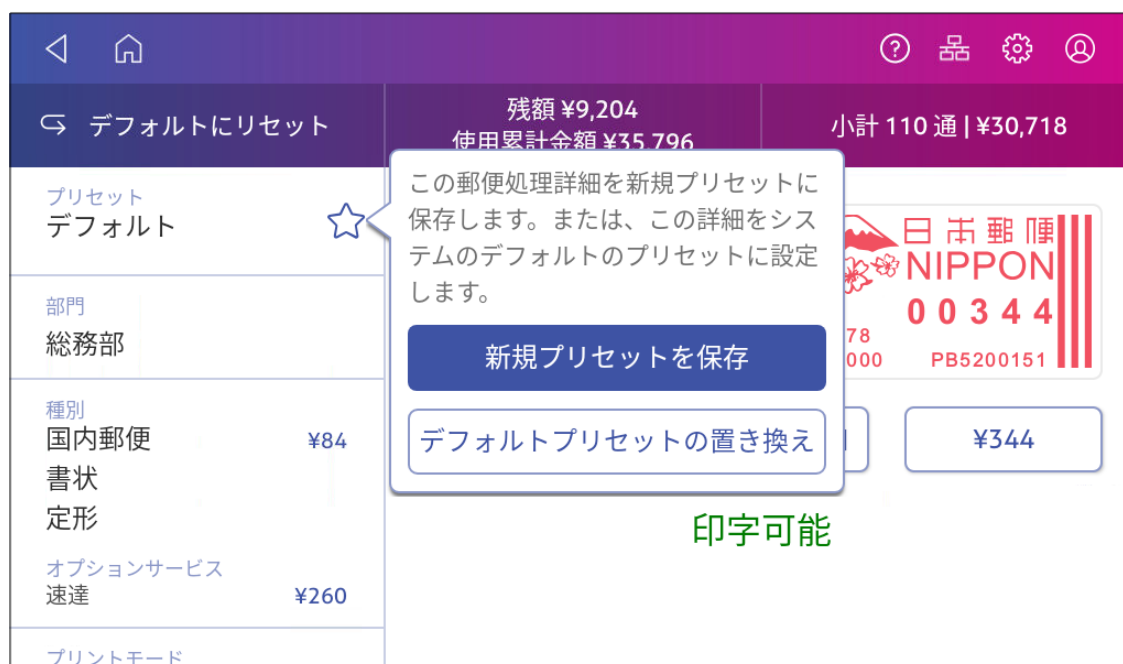 デフォルトにリセット
残額 ¥9,204
使用累計金額 ¥35,796
小計 110 通 | ¥30,718
プリセット
デフォルト
部門
総務部
種別
国内郵便 ¥84
書状
定形
オプションサービス
速達 ¥260
プリントモード
この郵便処理詳細を新規プリセットに
保存します。または、この詳細をシス
テムのデフォルトのプリセットに設定
します。
新規プリセットを保存
デフォルトプリセットの置き換え
日本郵便
NIPPON
00344
78
000 PB5200151
¥344
印字可能